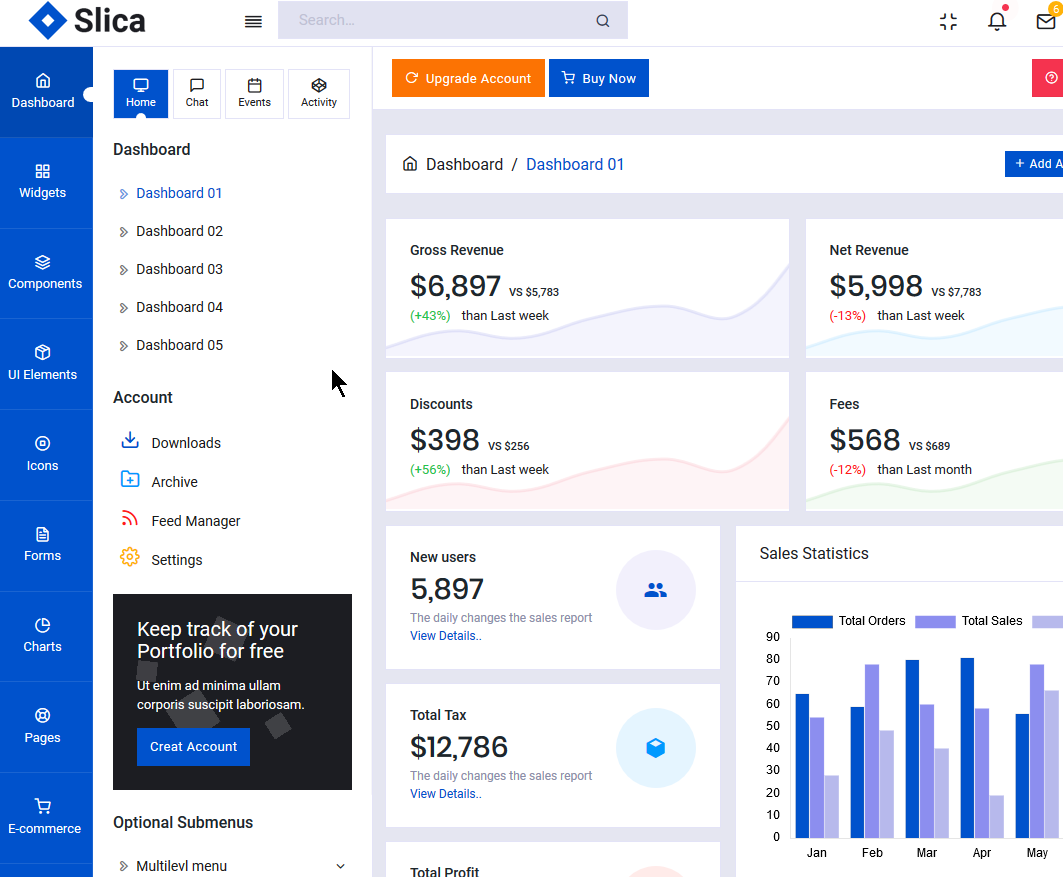 Slica
Search...
6
Dashboard
Widgets
Components
UI Elements
Icons
Forms
Charts
Pages
E-commerce
Home
Chat
Events
Activity
Dashboard
Dashboard 01
Dashboard 02
Dashboard 03
Dashboard 04
Dashboard 05
Account
Downloads
Archive
Feed Manager
Settings
Keep track of your
Portfolio for free
Ut enim ad minima ullam
corporis suscipit laboriosam.
Creat Account
Optional Submenus
Multilevl menu
Upgrade Account
Buy Now
Dashboard / Dashboard 01
+ Add A
Gross Revenue
$6,897 VS $5,783
(+43%) than Last week
Net Revenue
$5,998 VS $7,783
(-13%) than Last week
Discounts
$398 VS $256
(+56%) than Last week
Fees
$568 VS $689
(-12%) than Last month
New users
5,897
The daily changes the sales report
View Details..
Total Tax
$12,786
The daily changes the sales report
View Details..
Total Profit
Sales Statistics
Total Orders
Total Sales
90
80
70
60
50
40
30
20
10
0
Jan
Feb
Mar
Apr
May